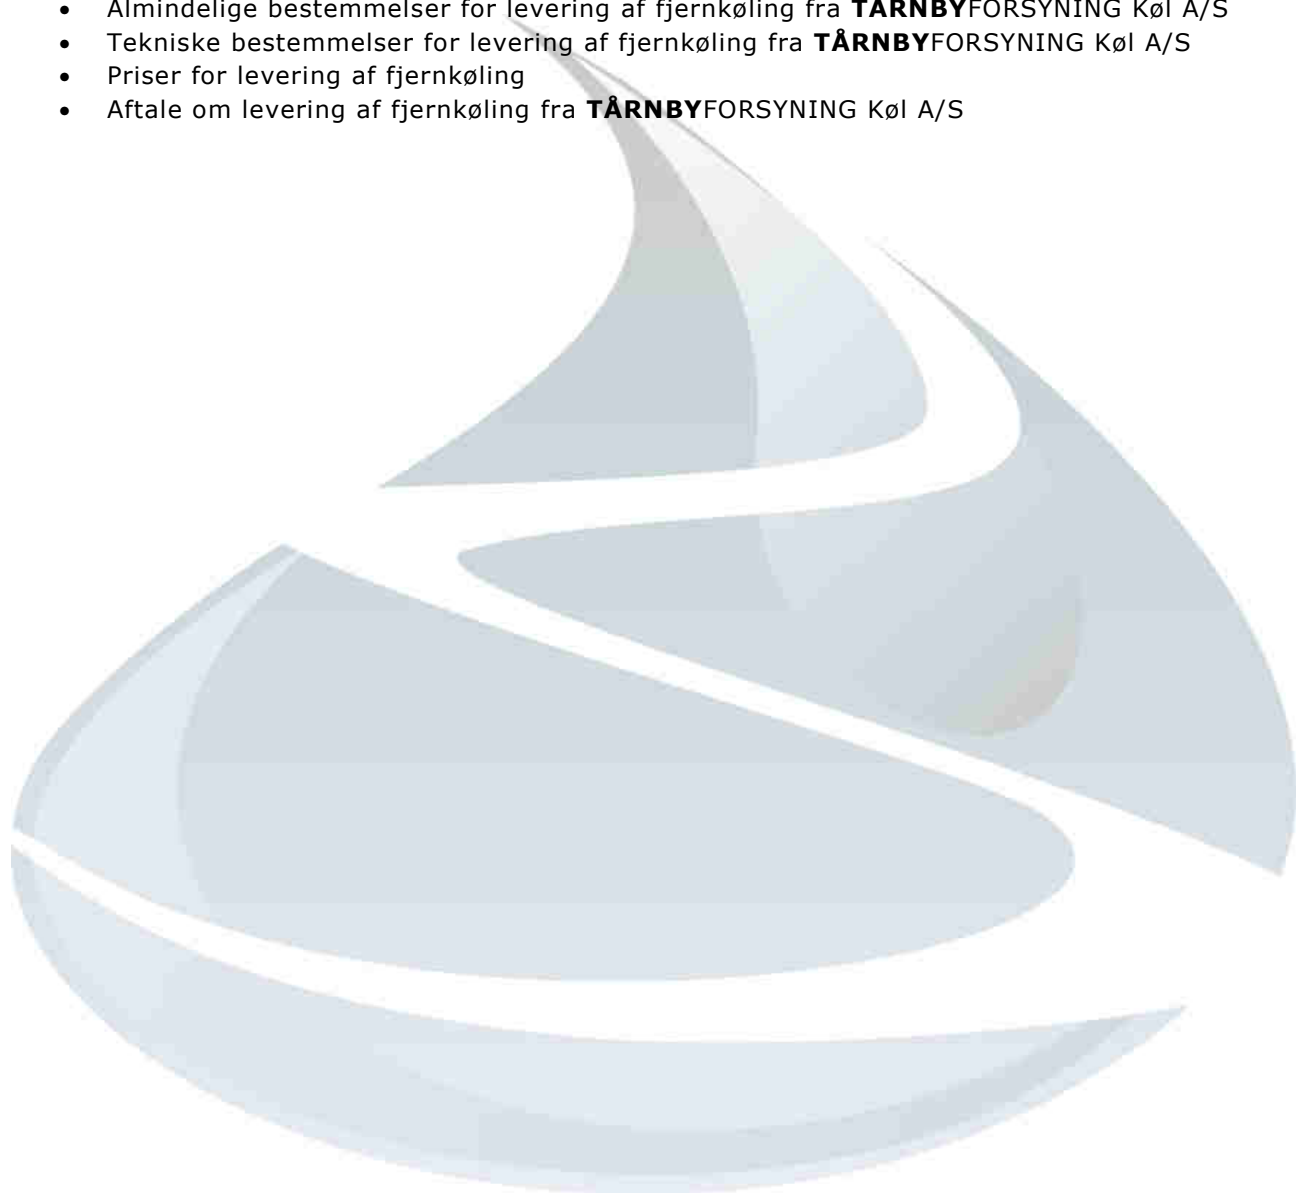 • Almindelige bestemmelser for levering af fjernkøling fra TÅRNBYFORSYNING Køl A/S
• Tekniske bestemmelser for levering af fjernkøling fra TÅRNBYFORSYNING Køl A/S
• Priser for levering af fjernkøling
• Aftale om levering af fjernkøling fra TÅRNBYFORSYNING Køl A/S